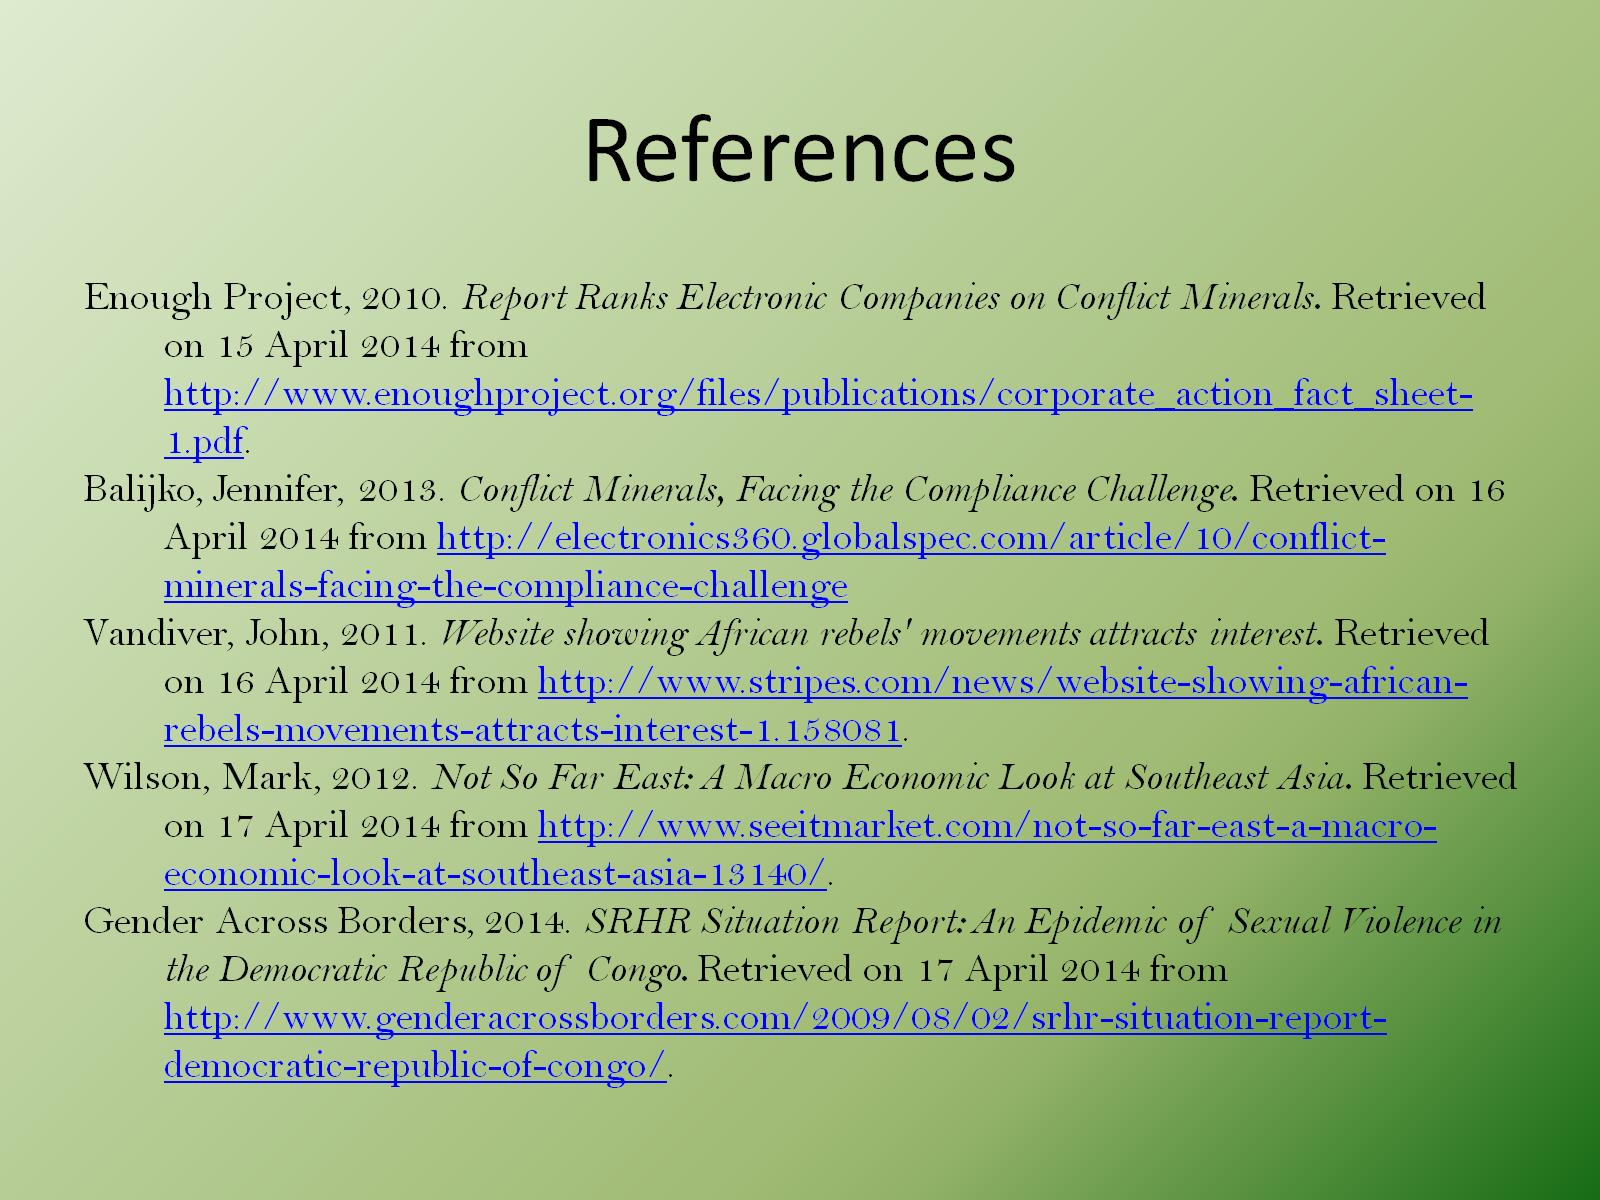 References
Enough Project, 2010. Report Ranks Electronic Companies on Conflict Minerals. Retrieved
on 15 April 2014 from
http://www.enoughproject.org/files/publications/corporate_action_fact_sheet-
1.pdf.
Balijko, Jennifer, 2013. Conflict Minerals, Facing the Compliance Challenge. Retrieved on 16
April 2014 from http://electronics360.globalspec.com/article/10/conflict-
minerals-facing-the-compliance-challenge
Vandiver, John, 2011. Website showing African rebels' movements attracts interest. Retrieved
on 16 April 2014 from http://www.stripes.com/news/website-showing-african-
rebels-movements-attracts-interest-1.158081.
Wilson, Mark, 2012. Not So Far East: A Macro Economic Look at Southeast Asia. Retrieved
on 17 April 2014 from http://www.seeitmarket.com/not-so-far-east-a-macro-
economic-look-at-southeast-asia-13140/.
Gender Across Borders, 2014. SRHR Situation Report: An Epidemic of Sexual Violence in
the Democratic Republic of Congo. Retrieved on 17 April 2014 from
http://www.genderacrossborders.com/2009/08/02/srhr-situation-report-
democratic-republic-of-congo/.